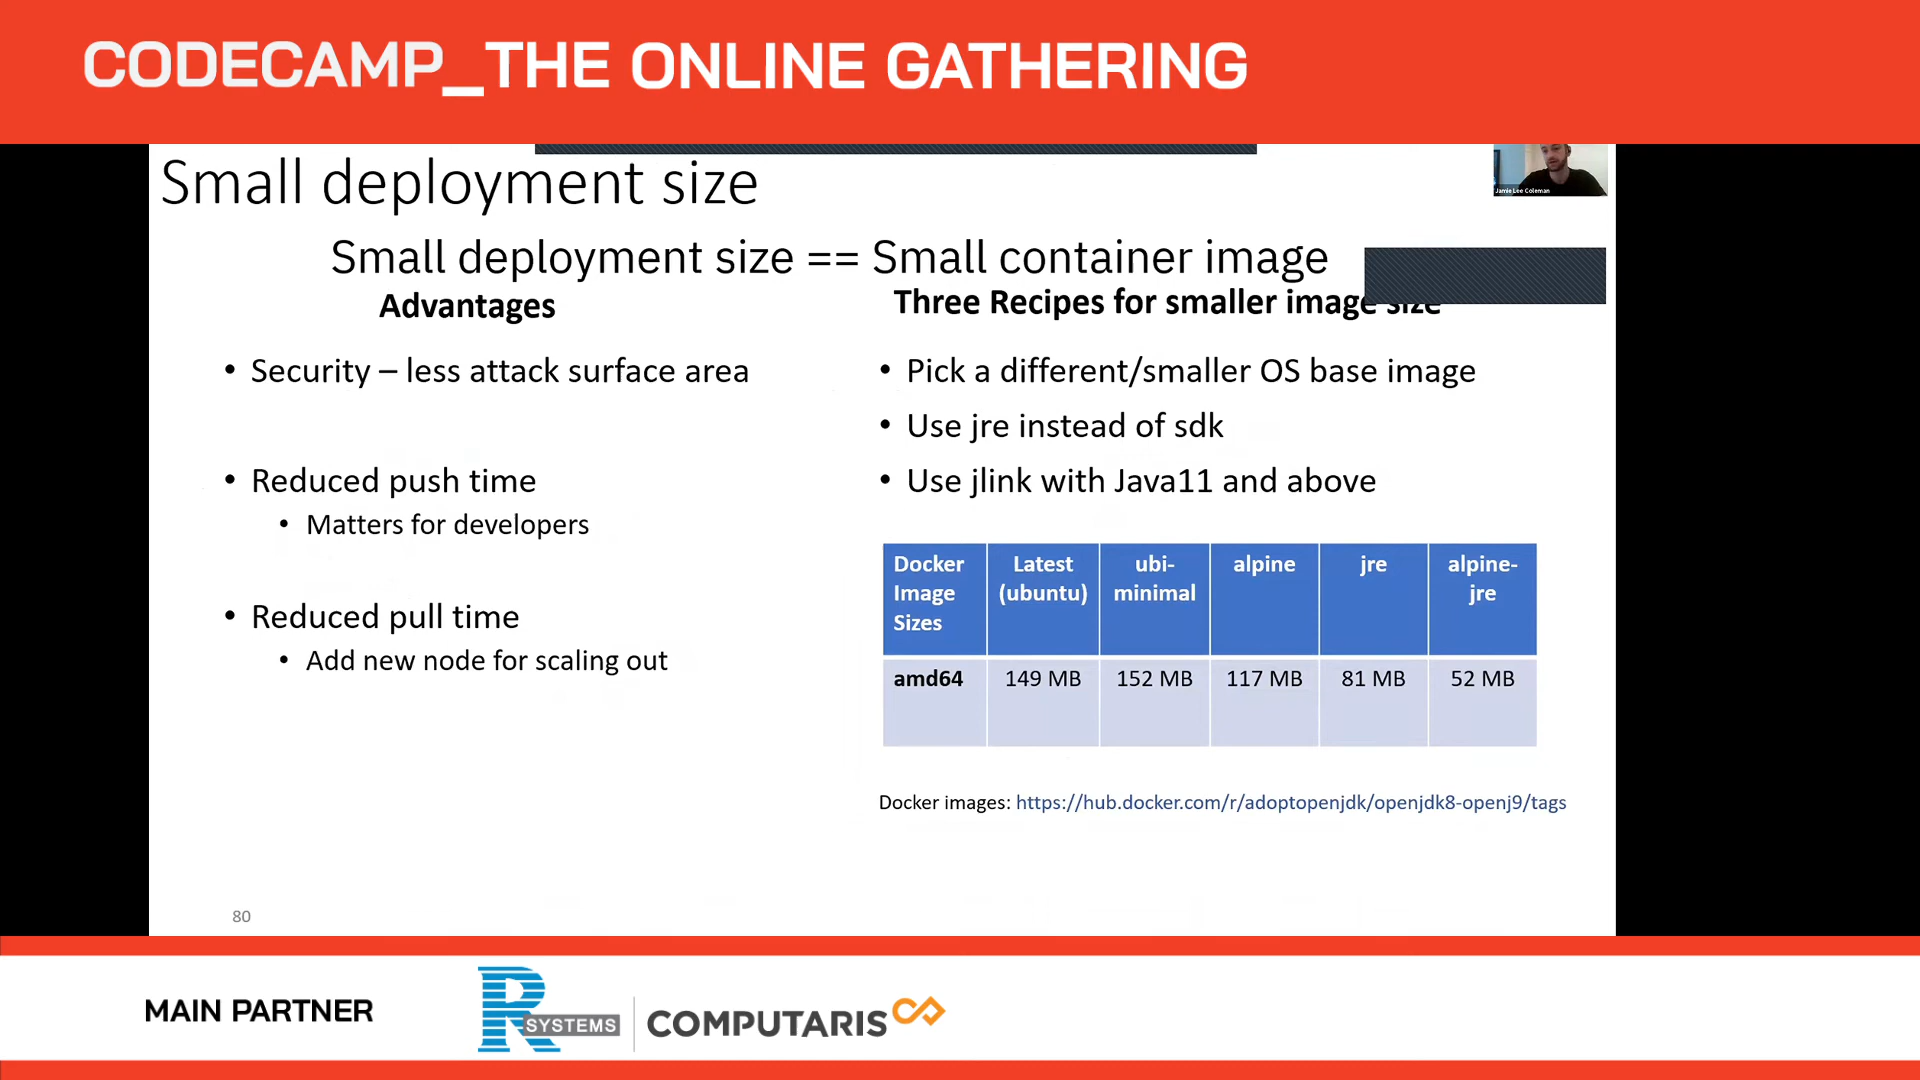 CODECAMP_THE ONLINE GATHERING
Small deployment size
Jamie Lee Coleman
Small deployment size == Small container image
Advantages
• Security – less attack surface area
• Reduced push time
• Matters for developers
• Reduced pull time
• Add new node for scaling out
Three Recipes for smaller image size
• Pick a different/smaller OS base image
• Use jre instead of sdk
• Use jlink with Java11 and above
Docker Image Sizes Latest (ubuntu) ubi-minimal alpine jre alpine-jre
amd64 149 MB 152 MB 117 MB 81 MB 52 MB
Docker images: https://hub.docker.com/r/adoptopenjdk/openjdk8-openj9/tags
80
MAIN PARTNER
R SYSTEMS
COMPUTARIS